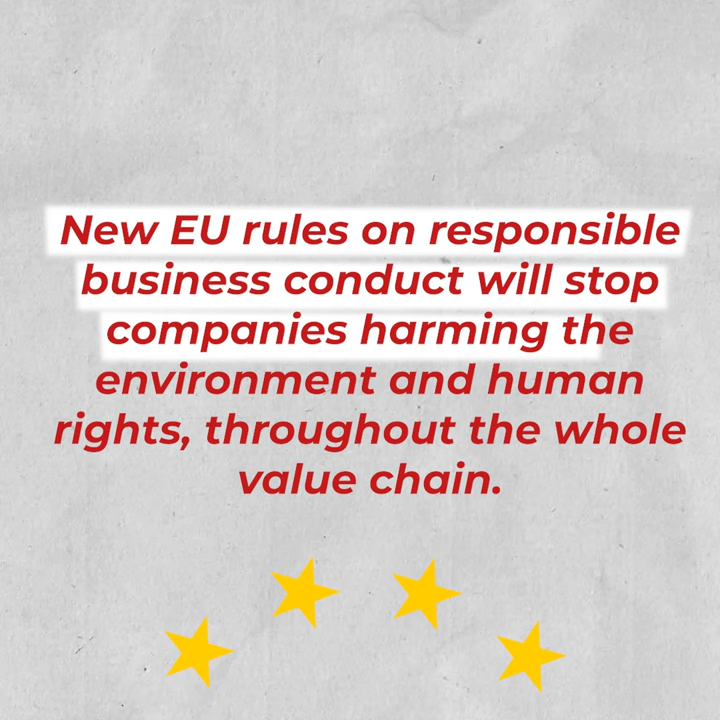 New EU rules on responsible
business conduct will stop
companies harming the
environment and human
rights, throughout the whole
value chain.